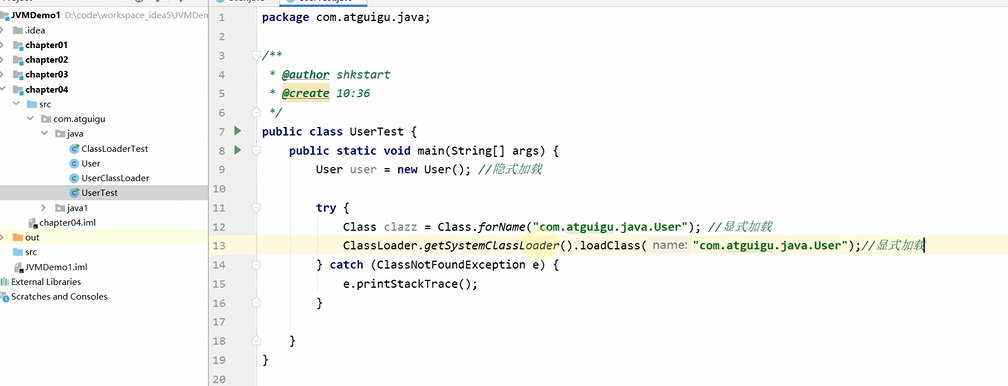 JVMDemo1 D:\code\workspace_idea5\JVMDemo
.idea
chapter01
chapter02
chapter03
chapter04
src
com.atguigu
java
ClassLoaderTest
User
UserClassLoader
UserTest
java1
chapter04.iml
out
src
JVMDemo1.iml
External Libraries
Scratches and Consoles
1 package com.atguigu.java;
2
3 /**
4 * @author shkstart
5 * @create 10:36
6 */
7 public class UserTest {
8 public static void main(String[] args) {
9 User user = new User(); //隐式加载
10
11 try {
12 Class clazz = Class.forName("com.atguigu.java.User"); //显式加载
13 ClassLoader.getSystemClassLoader().loadClass( name: "com.atguigu.java.User");//显式加载
14 } catch (ClassNotFoundException e) {
15 e.printStackTrace();
16 }
17
18 }
19 }
20